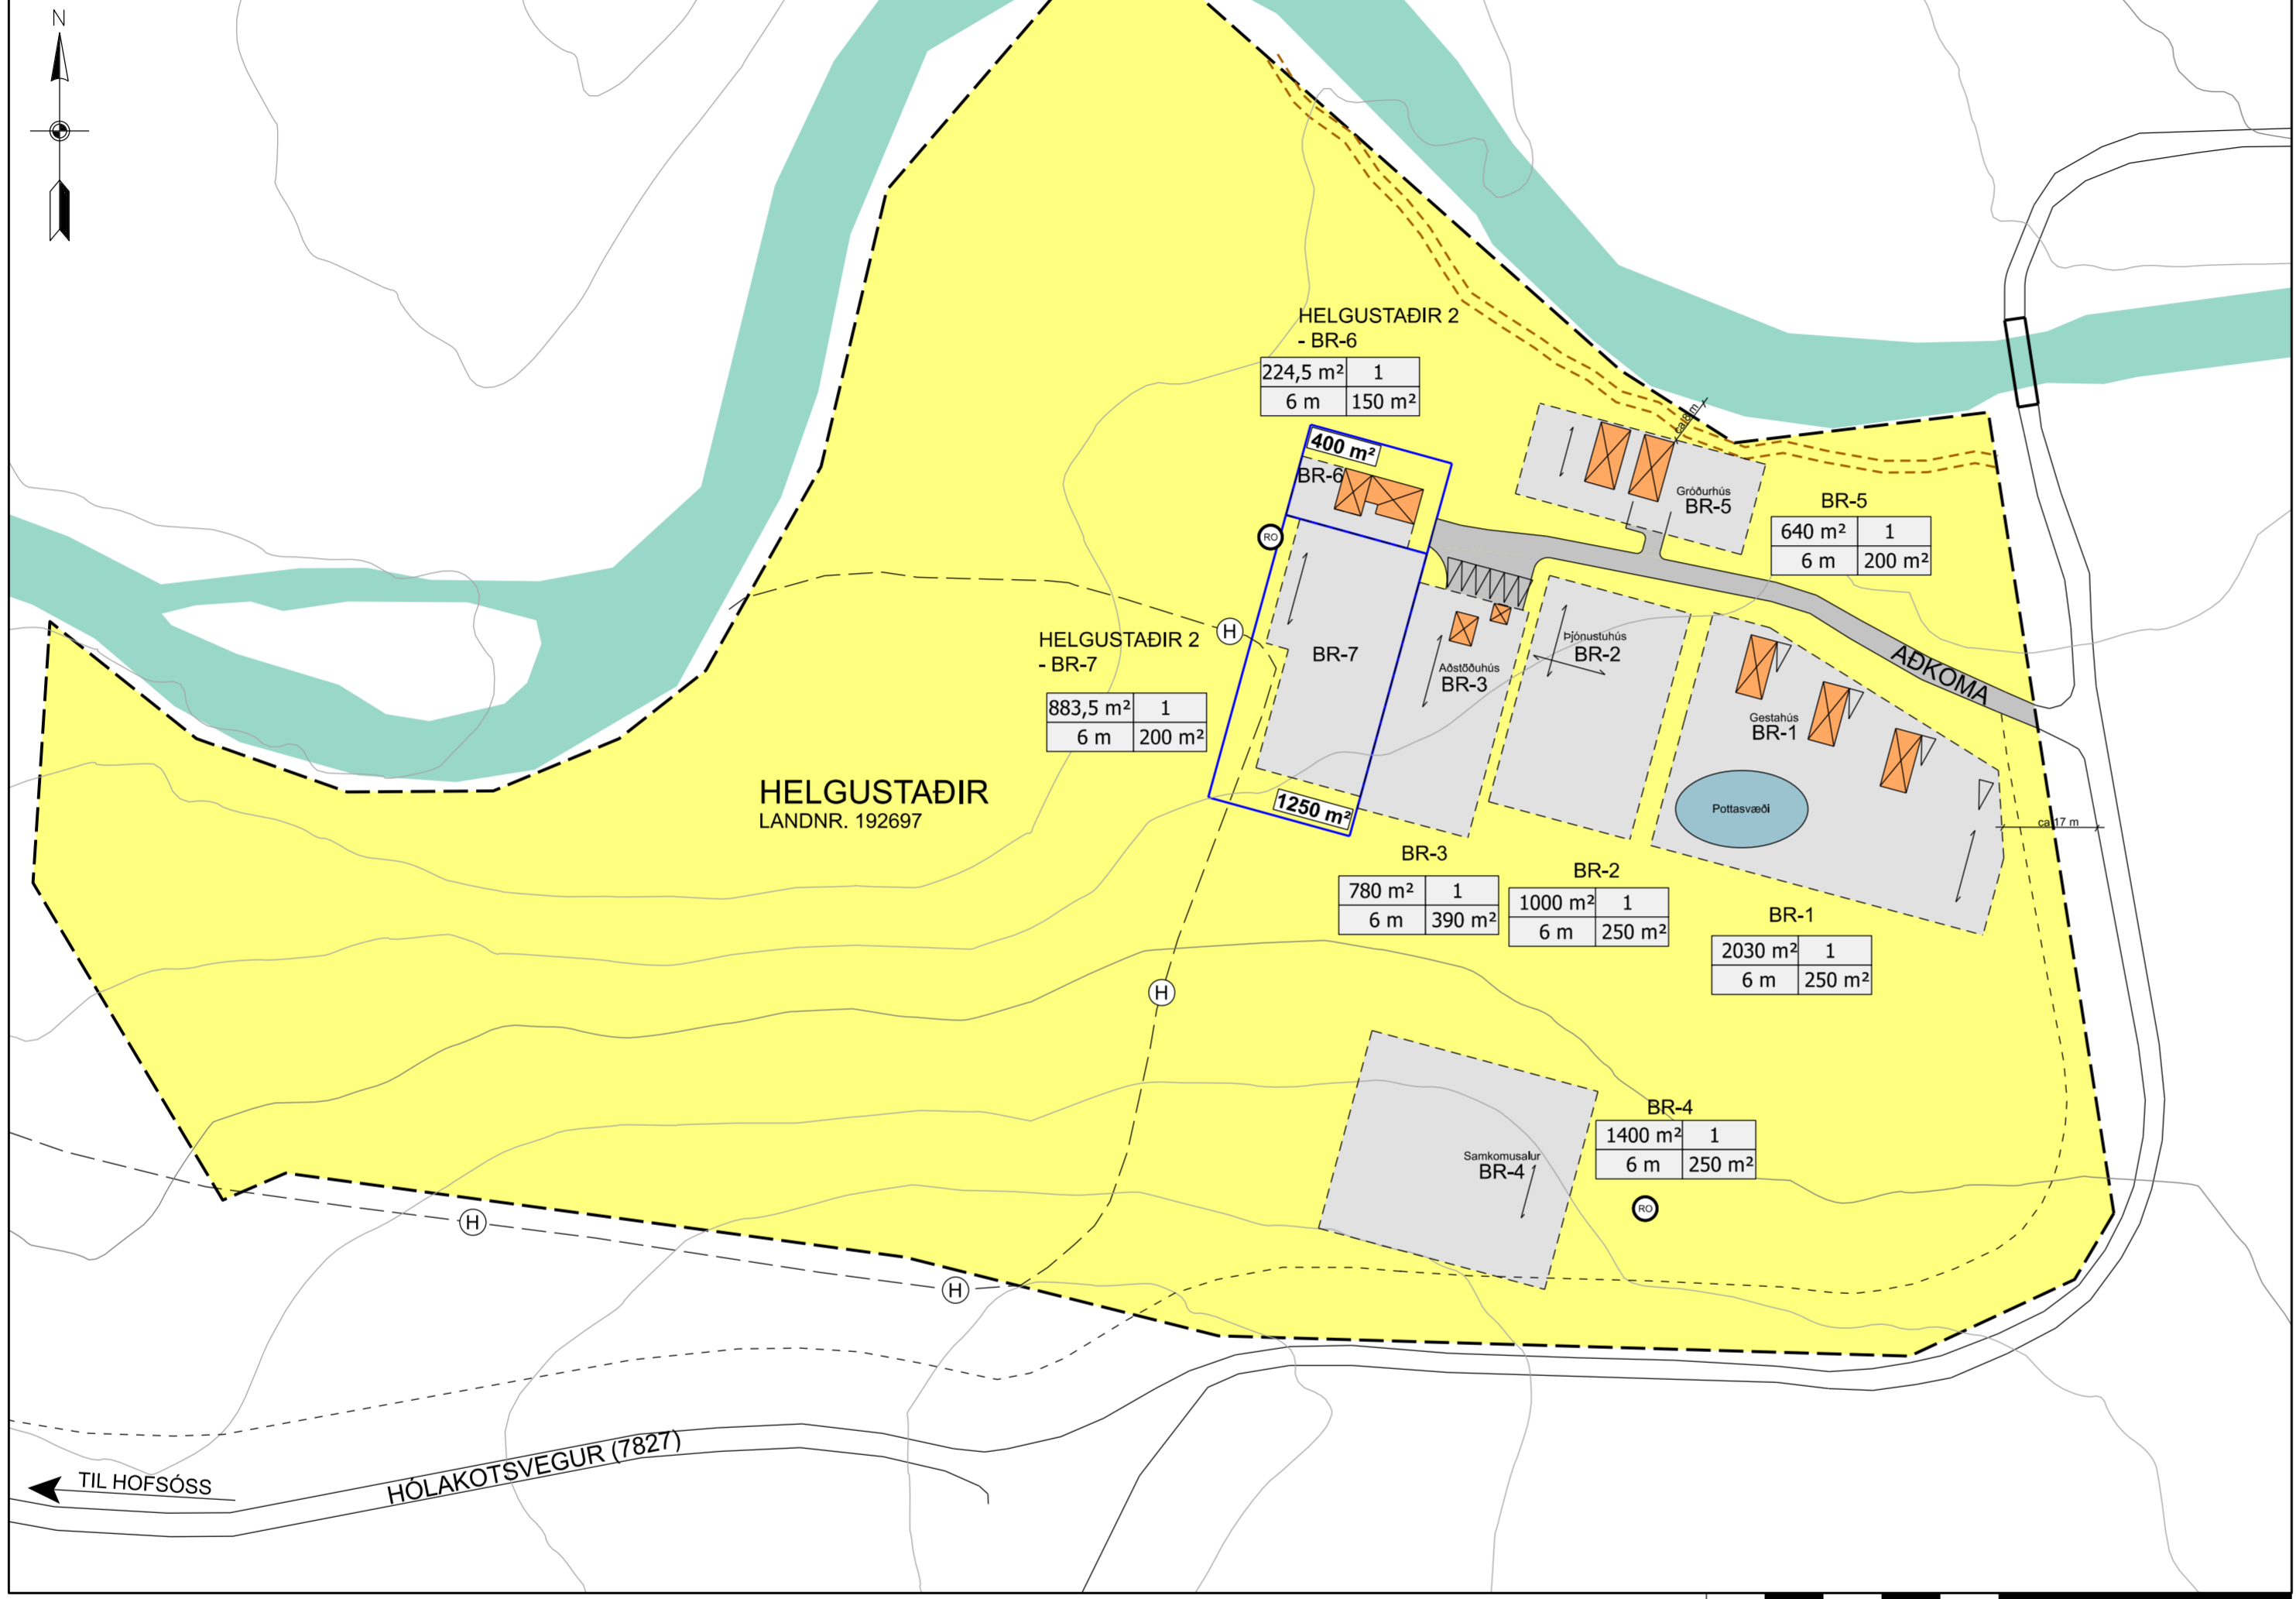 N
HELGUSTAÐIR 2
- BR-6
224,5 m² 1
6 m 150 m²
ca 8 m
400 m²
BR-6
Gróðurhús
BR-5
BR-5
640 m² 1
6 m 200 m²
RO
H
HELGUSTAÐIR 2
- BR-7
883,5 m² 1
6 m 200 m²
BR-7
Aðstöðuhús
BR-3
Þjónustuhús
BR-2
AÐKOMA
Gestahús
BR-1
Pottasvæði
ca 17 m
HELGUSTAÐIR
LANDNR. 192697
1250 m²
BR-3
780 m² 1
6 m 390 m²
BR-2
1000 m² 1
6 m 250 m²
BR-1
2030 m² 1
6 m 250 m²
H
BR-4
1400 m² 1
6 m 250 m²
Samkomusalur
BR-4
RO
H
H
HÓLAKOTSVEGUR (7827)
TIL HOFSÓSS